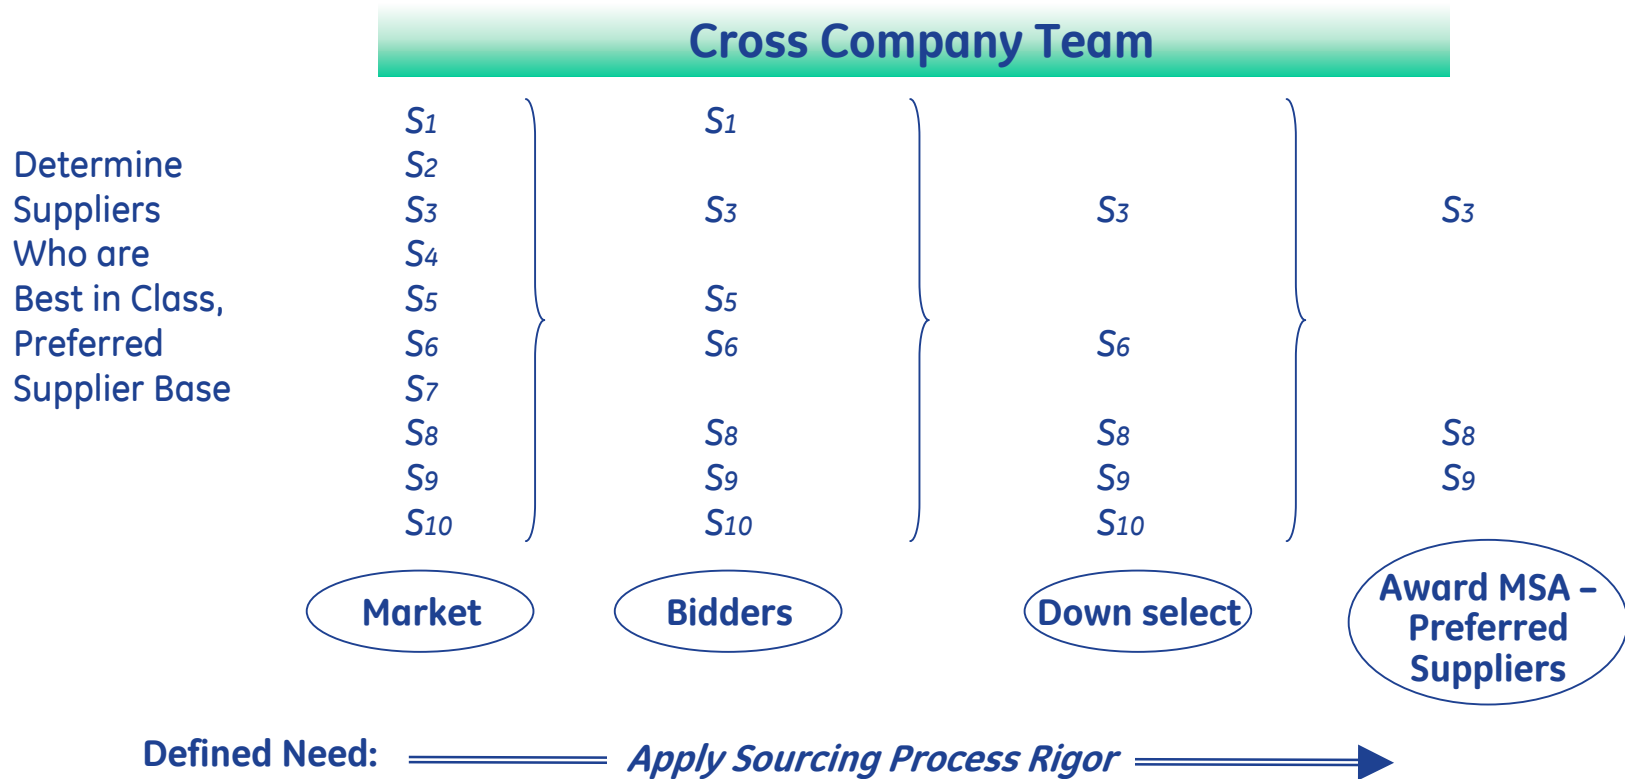 Cross Company Team
S1 S1
Determine S2
Suppliers S3 S3 S3 S3
Who are S4
Best in Class, S5 S5
Preferred S6 S6 S6
Supplier Base S7
S8 S8 S8 S8
S9 S9 S9 S9
S10 S10 S10
Market Bidders Down select
Award MSA –
Preferred
Suppliers
Defined Need: Apply Sourcing Process Rigor